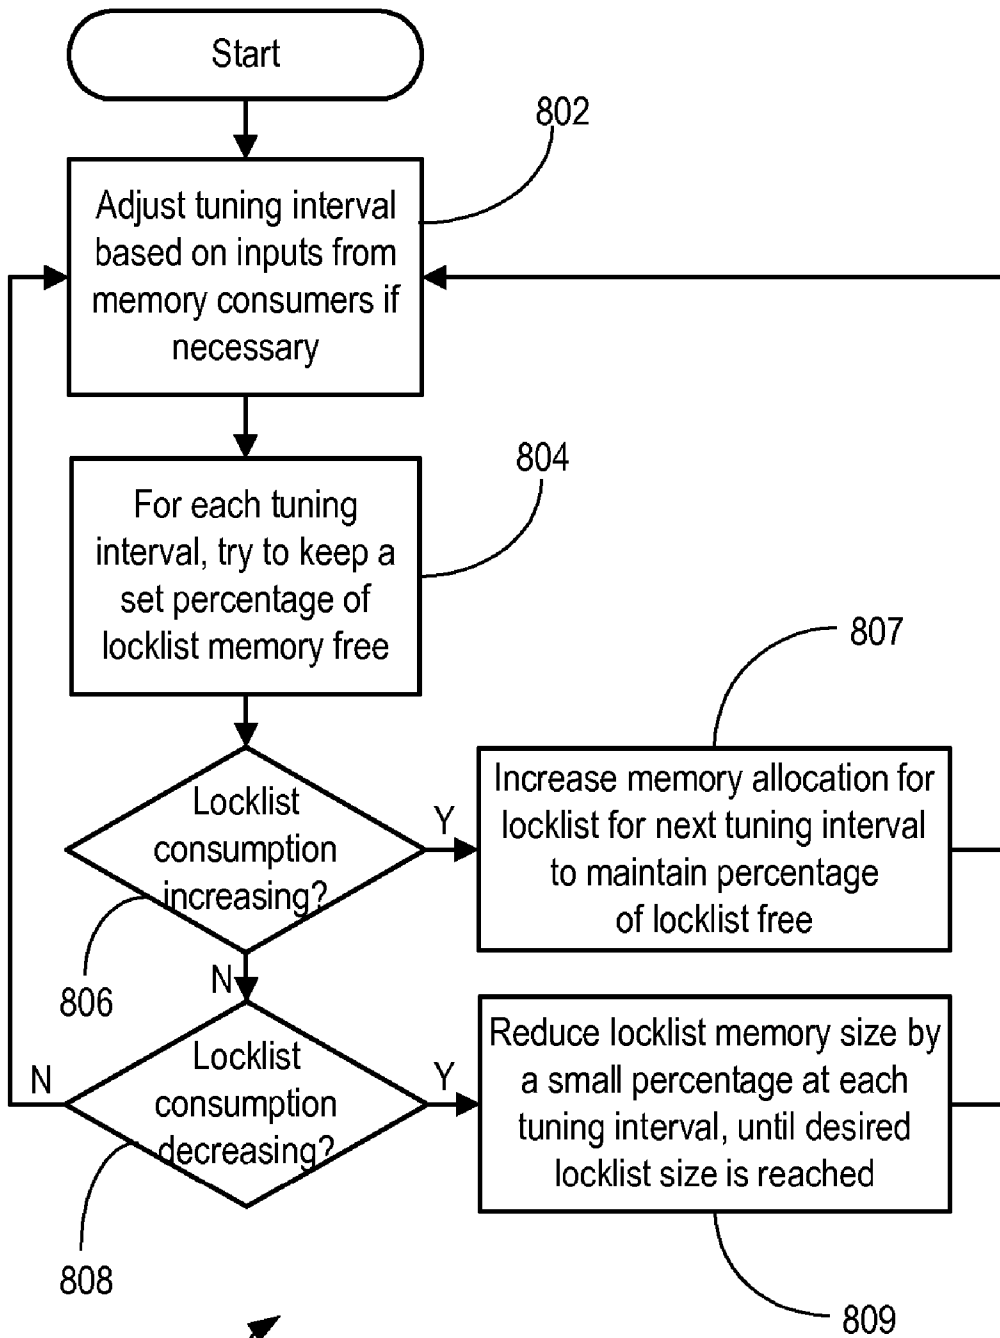 Start
802
Adjust tuning interval
based on inputs from
memory consumers if
necessary
804
For each tuning
interval, try to keep a
set percentage of
locklist memory free
807
Locklist
consumption
increasing?
Y
Increase memory allocation for
locklist for next tuning interval
to maintain percentage
of locklist free
806
N
Locklist
consumption
decreasing?
N
Y
Reduce locklist memory size by
a small percentage at each
tuning interval, until desired
locklist size is reached
808
809